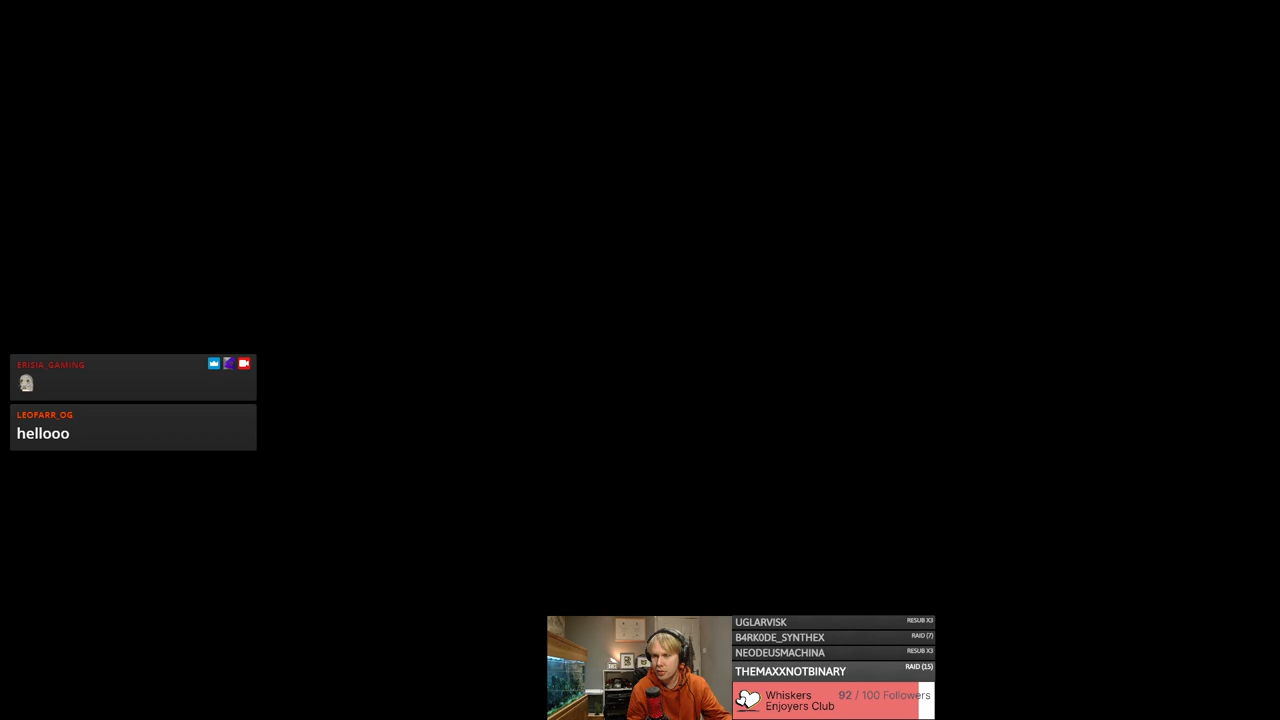 ERISIA_GAMING
LEOFARR_OG
hellooo
UGLARVISK RESUB X3
B4RK0DE_SYNTHEX RAID (7)
NEODEUSMACHINA RESUB X3
THEMAXXNOTBINARY RAID (15)
Whiskers 92 / 100 Followers
Enjoyers Club